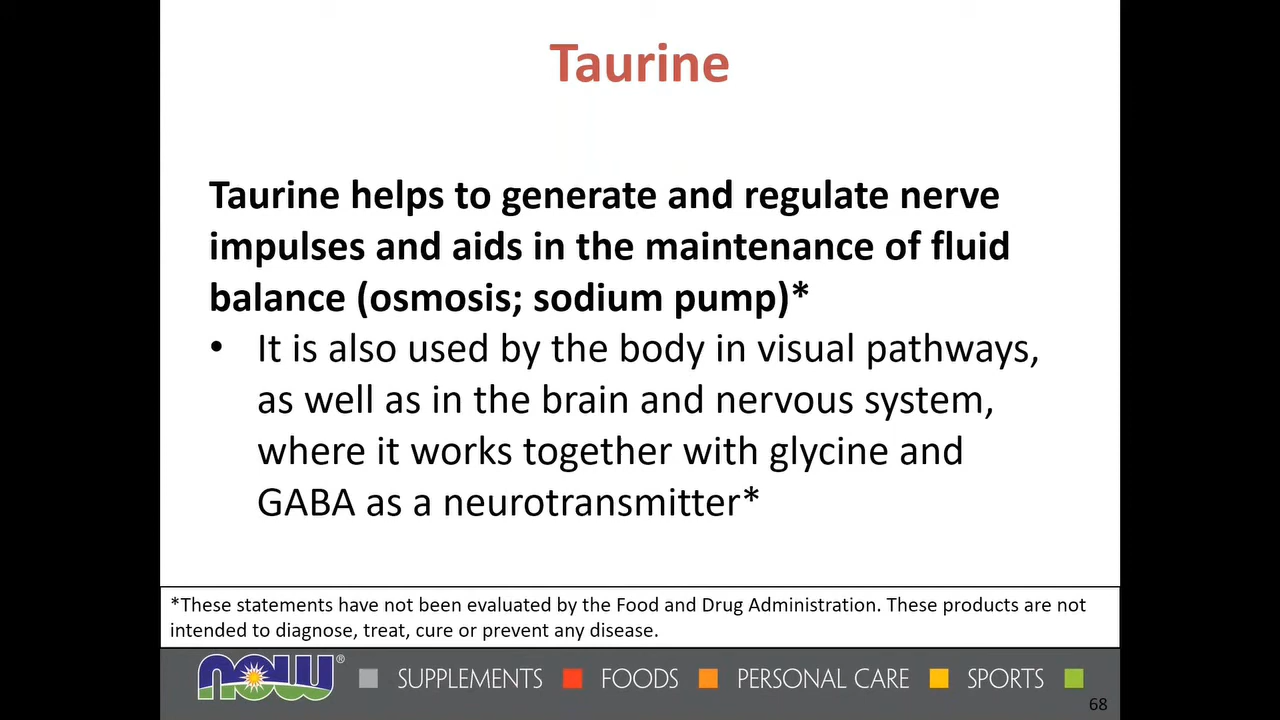 Taurine
Taurine helps to generate and regulate nerve
impulses and aids in the maintenance of fluid
balance (osmosis; sodium pump)*
• It is also used by the body in visual pathways,
as well as in the brain and nervous system,
where it works together with glycine and
GABA as a neurotransmitter*
*These statements have not been evaluated by the Food and Drug Administration. These products are not
intended to diagnose, treat, cure or prevent any disease.
now® SUPPLEMENTS FOODS PERSONAL CARE SPORTS
68